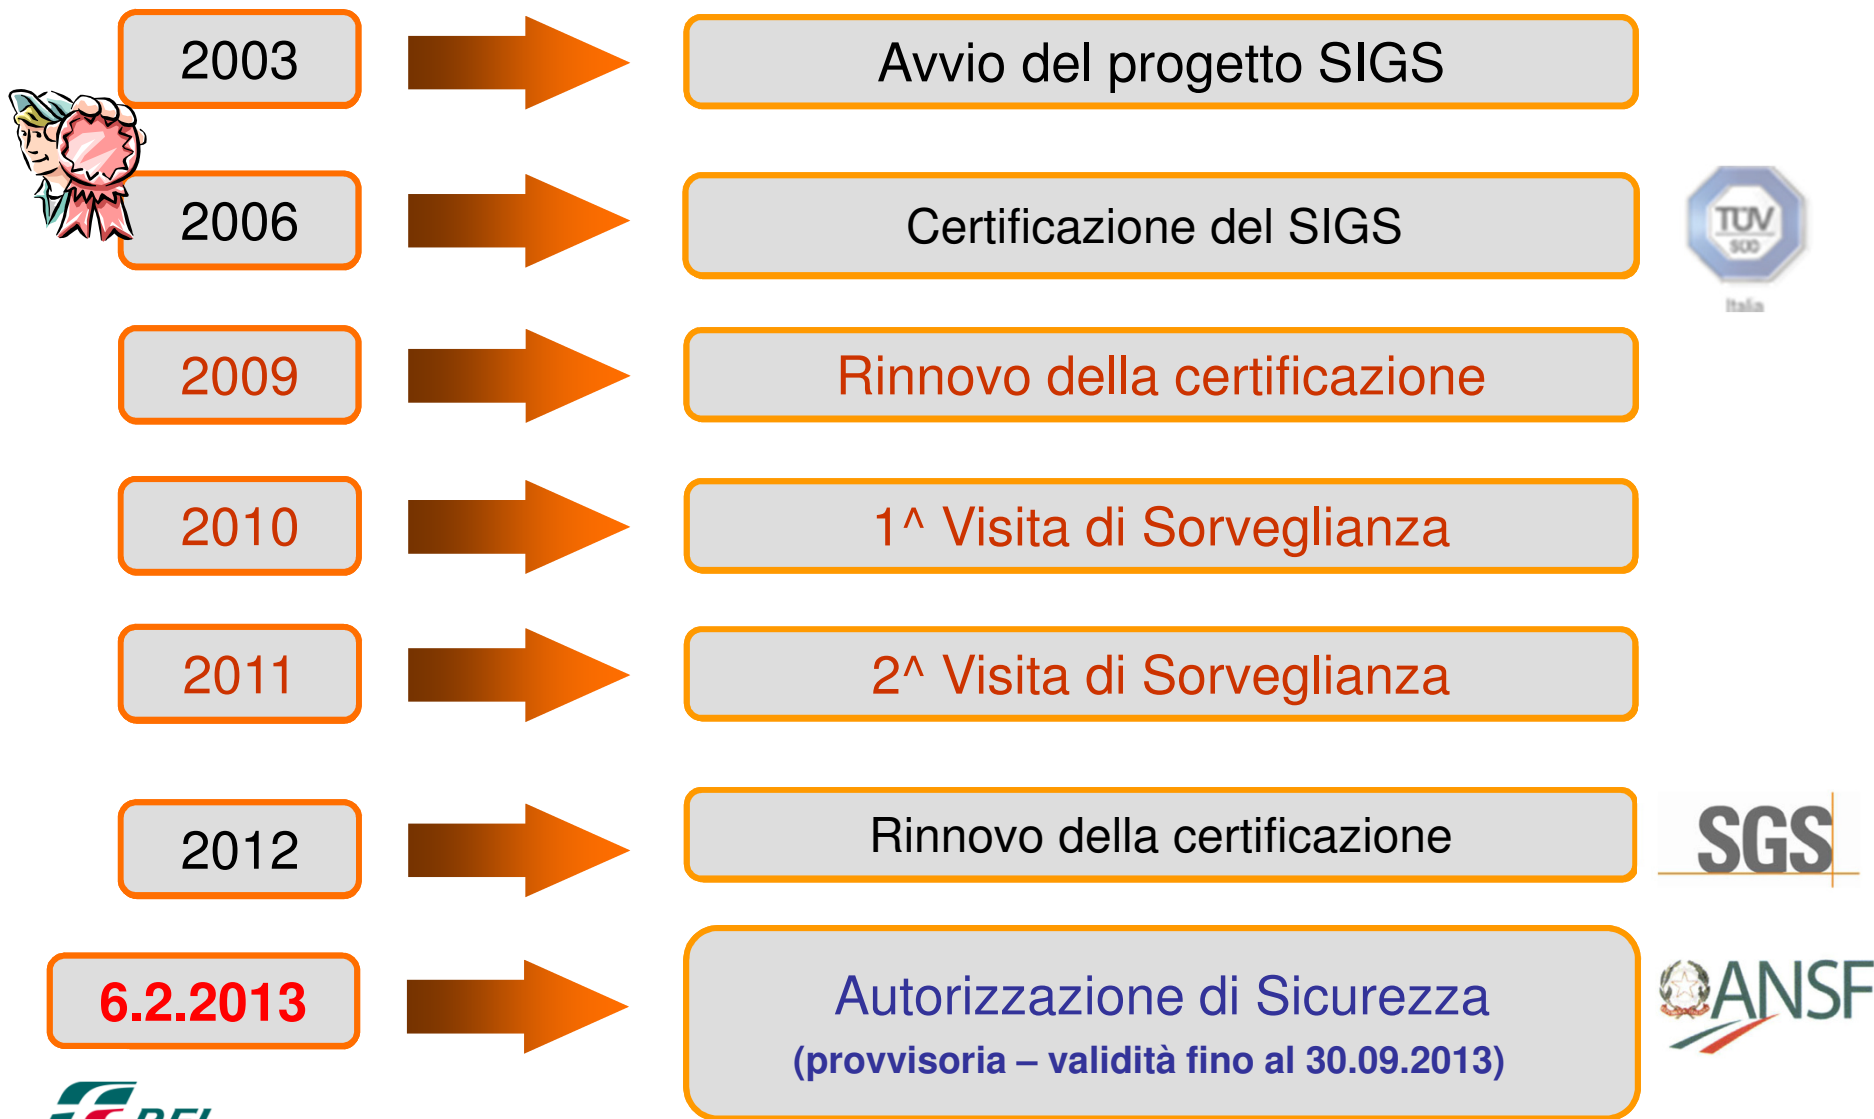 2003
Avvio del progetto SIGS
2006
Certificazione del SIGS
TÜV
SÜD
Italia
2009
Rinnovo della certificazione
2010
1^ Visita di Sorveglianza
2011
2^ Visita di Sorveglianza
2012
Rinnovo della certificazione
SGS
6.2.2013
Autorizzazione di Sicurezza
(provvisoria – validità fino al 30.09.2013)
ANSF
RFI